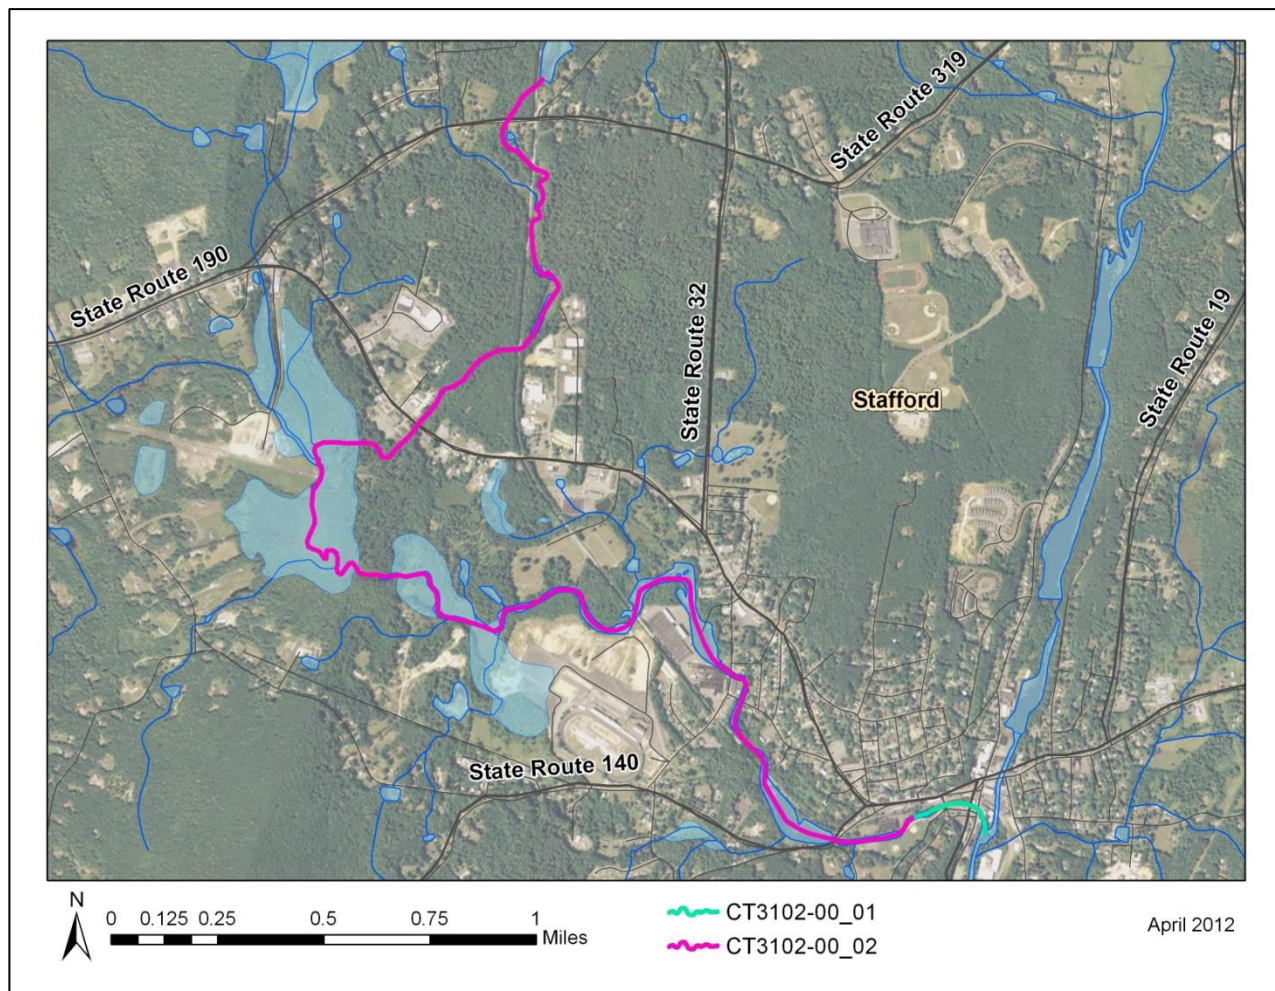 State Route 319
State Route 190
State Route 32
State Route 19
Stafford
State Route 140
N
0 0.125 0.25 0.5 0.75 1
Miles
CT3102-00_01
CT3102-00_02
April 2012